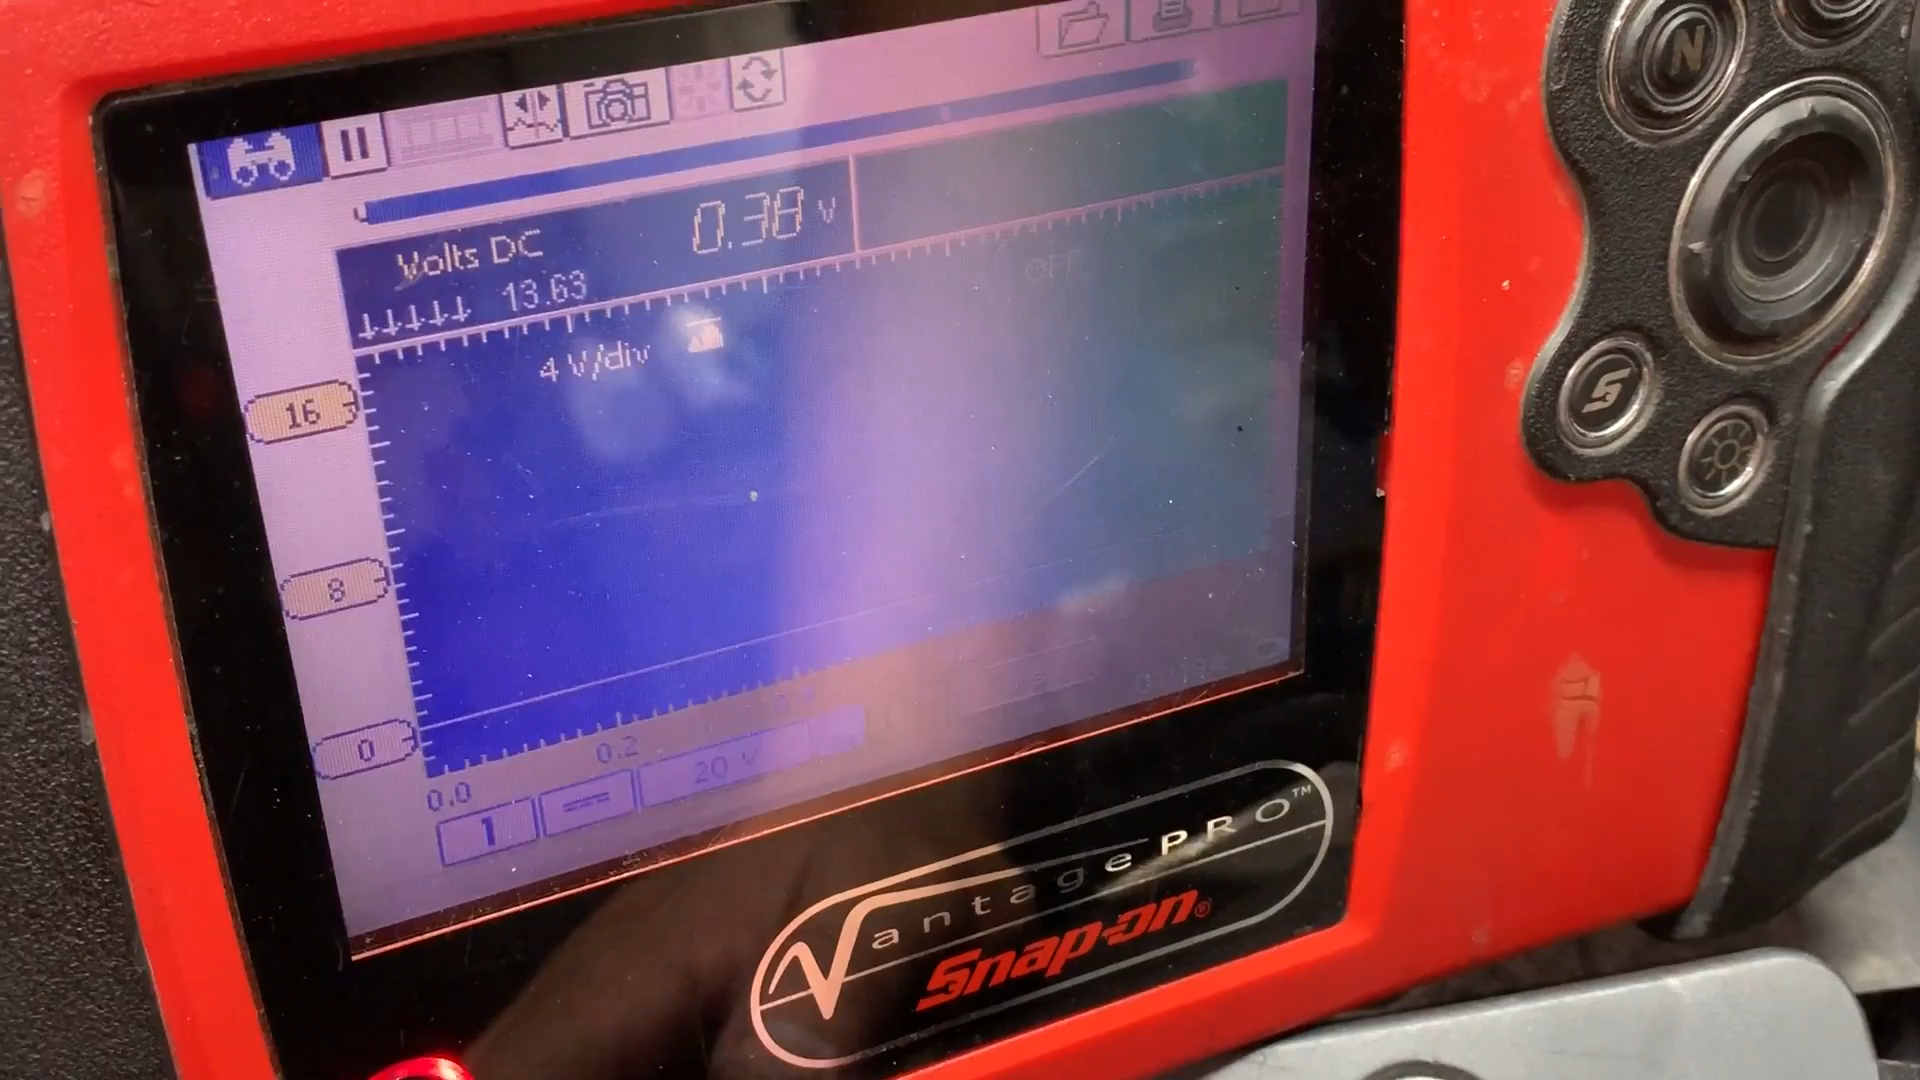 N
Volts DC 0.38 V
↓↓↓↓↓ 13.63
OFF
4 V/div
16
8
0
0.0 0.2
1 20 V
VantagePRO™
Snap-on®
S